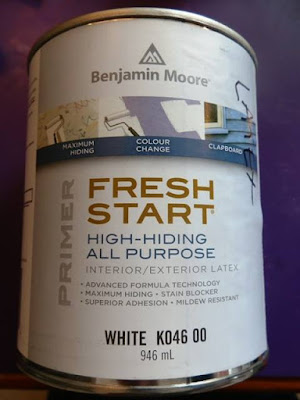 Benjamin Moore®
MAXIMUM
HIDING
COLOUR
CHANGE
CLAPBOARD
PRIMER
FRESH
START®
HIGH-HIDING
ALL PURPOSE
INTERIOR/EXTERIOR LATEX
• ADVANCED FORMULA TECHNOLOGY
• MAXIMUM HIDING • STAIN BLOCKER
• SUPERIOR ADHESION • MILDEW RESISTANT
WHITE K046 00
946 mL